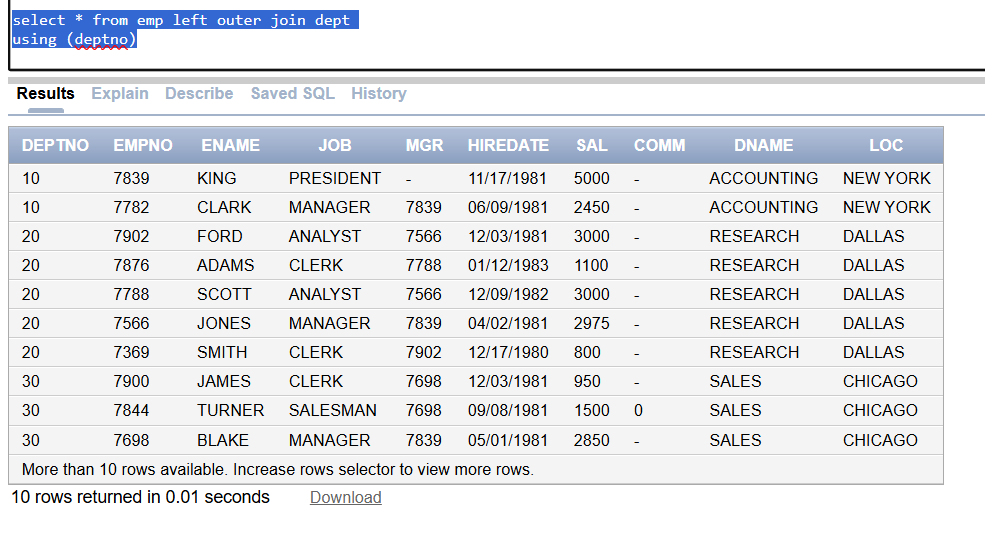 select * from emp left outer join dept
using (deptno)
Results Explain Describe Saved SQL History
DEPTNO EMPNO ENAME JOB MGR HIREDATE SAL COMM DNAME LOC
10 7839 KING PRESIDENT - 11/17/1981 5000 - ACCOUNTING NEW YORK
10 7782 CLARK MANAGER 7839 06/09/1981 2450 - ACCOUNTING NEW YORK
20 7902 FORD ANALYST 7566 12/03/1981 3000 - RESEARCH DALLAS
20 7876 ADAMS CLERK 7788 01/12/1983 1100 - RESEARCH DALLAS
20 7788 SCOTT ANALYST 7566 12/09/1982 3000 - RESEARCH DALLAS
20 7566 JONES MANAGER 7839 04/02/1981 2975 - RESEARCH DALLAS
20 7369 SMITH CLERK 7902 12/17/1980 800 - RESEARCH DALLAS
30 7900 JAMES CLERK 7698 12/03/1981 950 - SALES CHICAGO
30 7844 TURNER SALESMAN 7698 09/08/1981 1500 0 SALES CHICAGO
30 7698 BLAKE MANAGER 7839 05/01/1981 2850 - SALES CHICAGO
More than 10 rows available. Increase rows selector to view more rows.
10 rows returned in 0.01 seconds Download